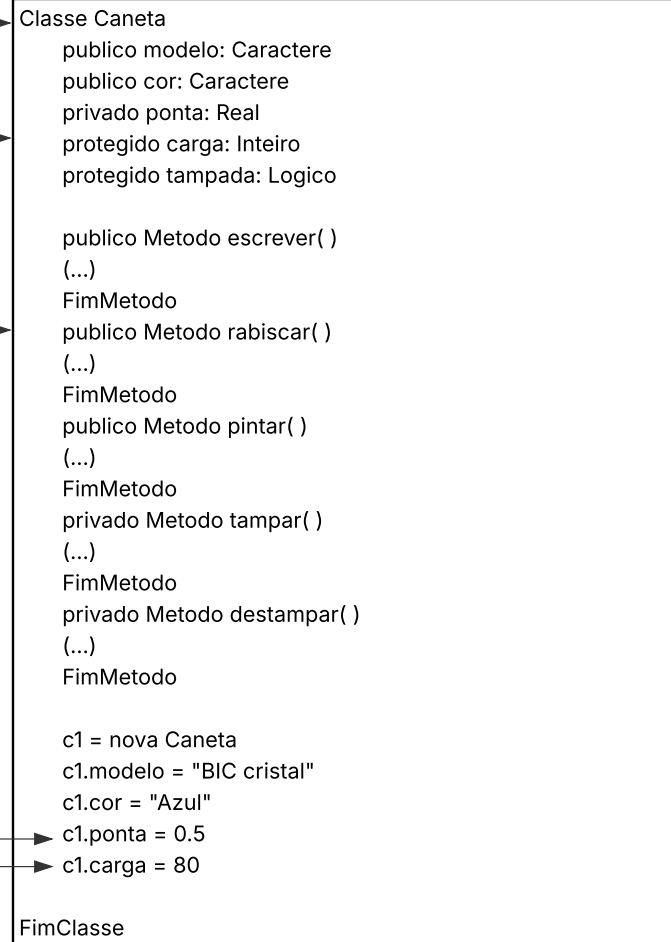 Classe Caneta
publico modelo: Caractere
publico cor: Caractere
privado ponta: Real
protegido carga: Inteiro
protegido tampada: Logico
publico Metodo escrever( )
(...)
FimMetodo
publico Metodo rabiscar( )
(...)
FimMetodo
publico Metodo pintar( )
(...)
FimMetodo
privado Metodo tampar( )
(...)
FimMetodo
privado Metodo destampar( )
(...)
FimMetodo
c1 = nova Caneta
c1.modelo = "BIC cristal"
c1.cor = "Azul"
c1.ponta = 0.5
c1.carga = 80
FimClasse